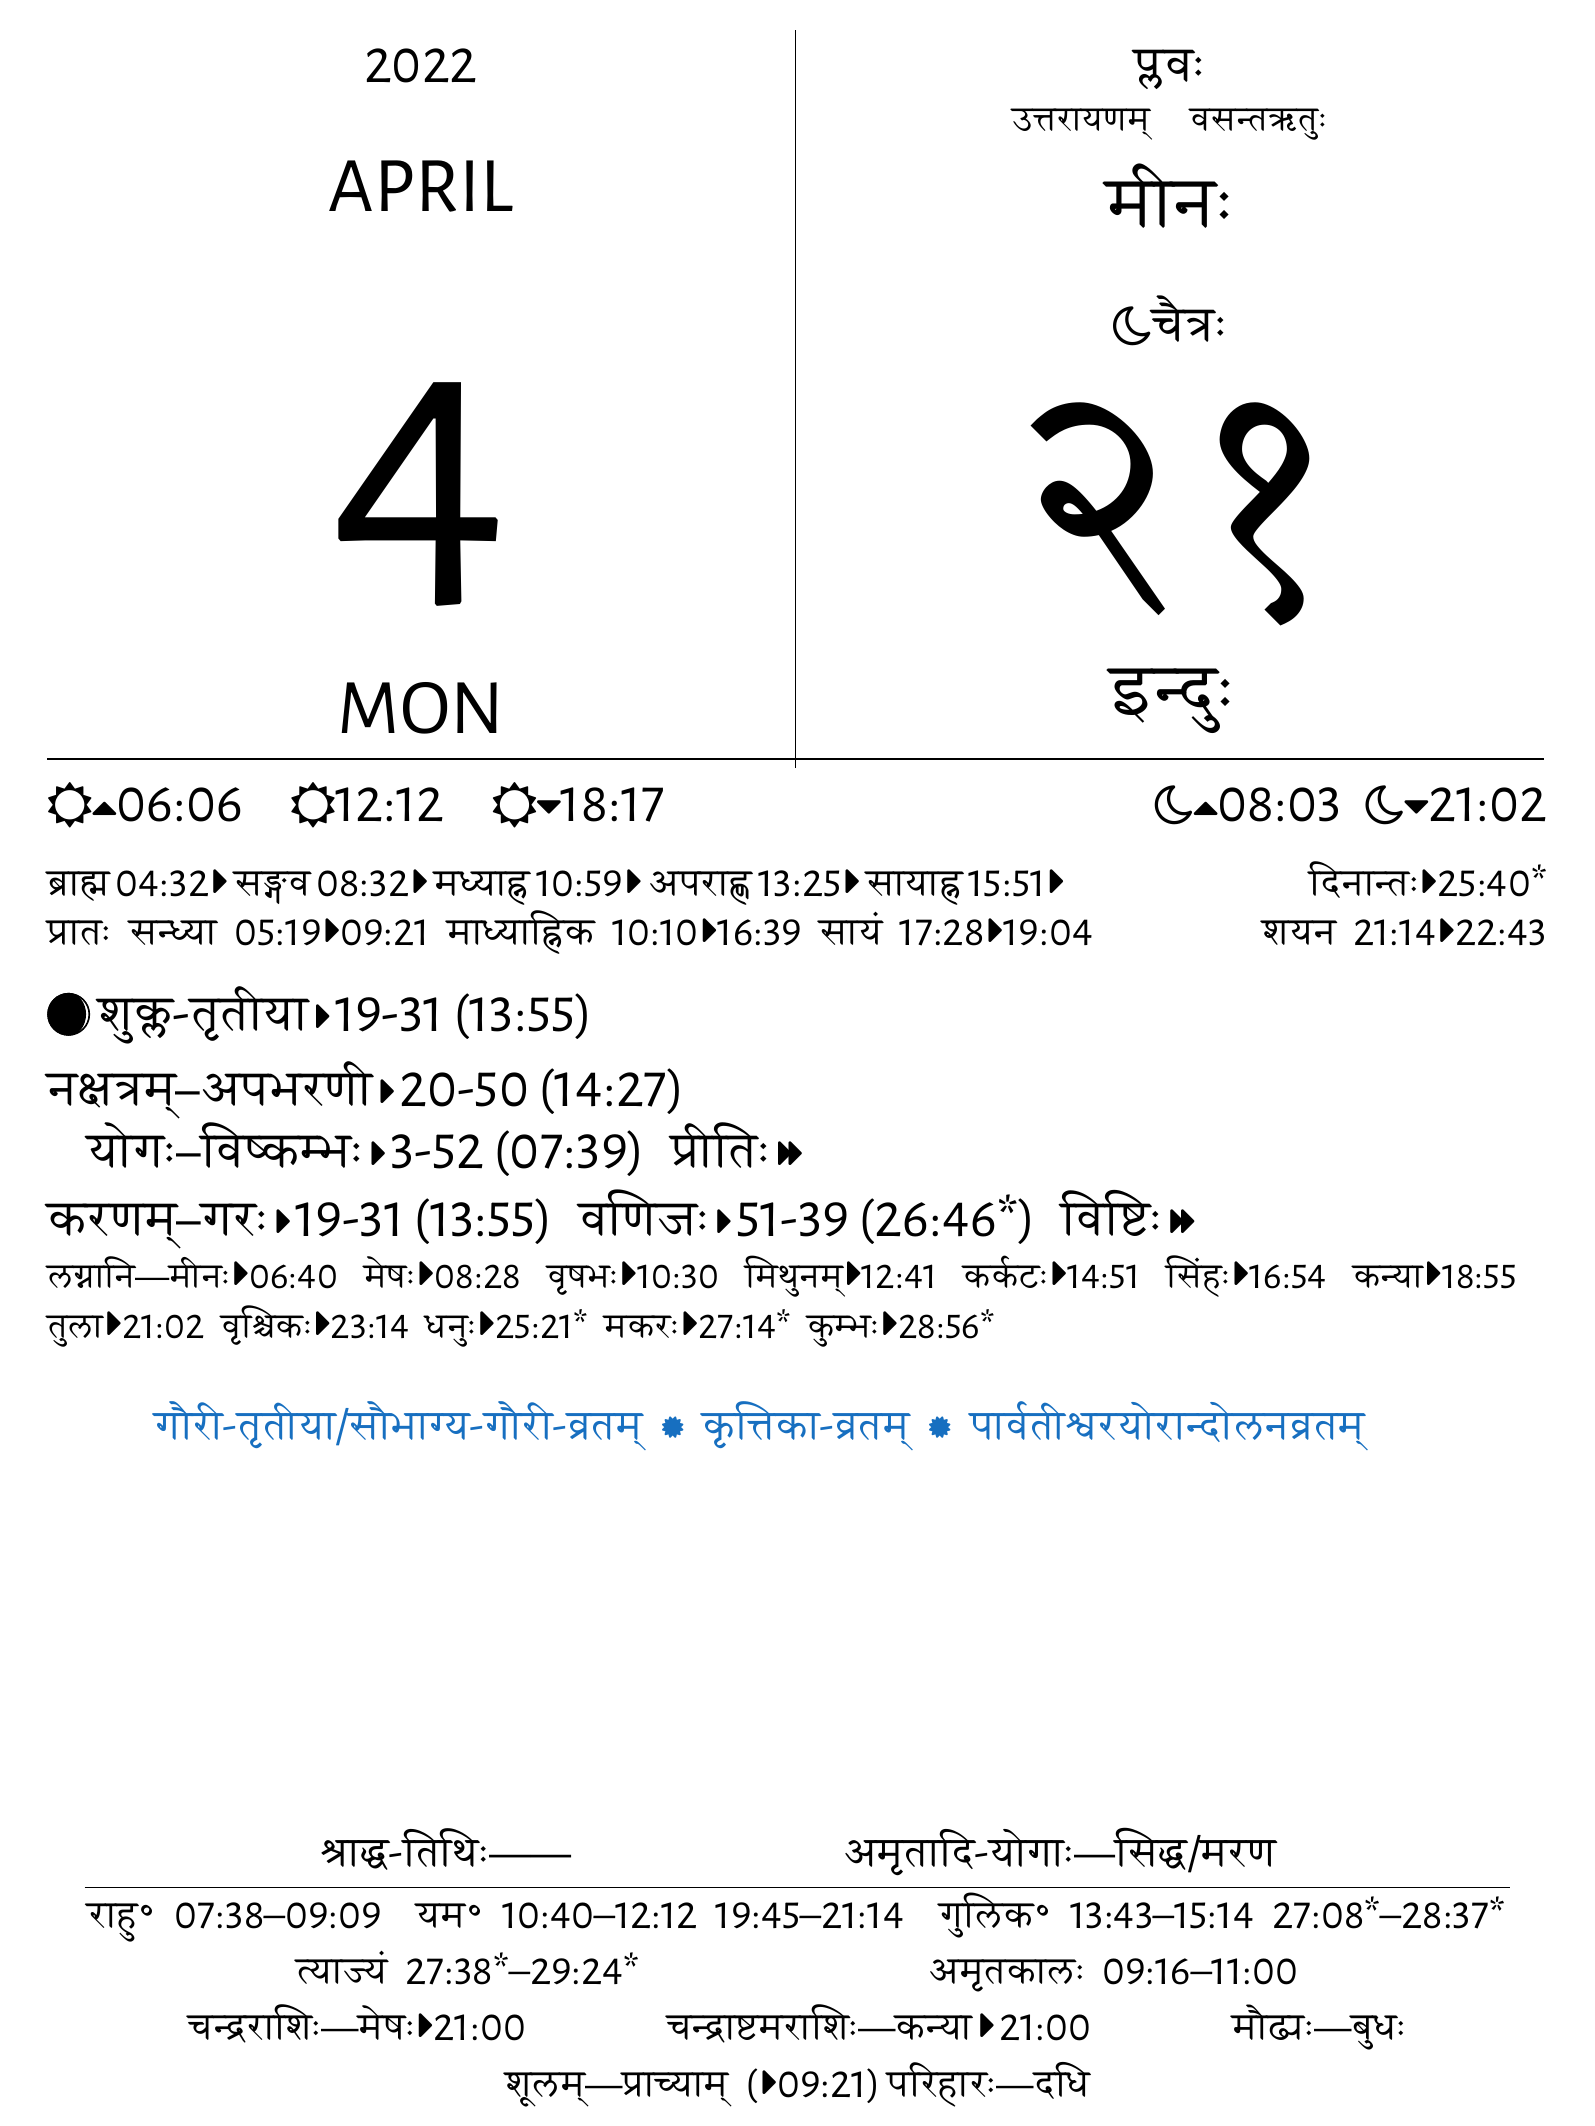 2022
APRIL
4
MON
प्लवः
उत्तरायणम् वसन्तऋतुः
मीनः
चैत्रः
२१
इन्दुः
06:06 12:12 18:17 08:03 21:02
ब्राह्म 04:32 सङ्गव 08:32 मध्याह्न 10:59 अपराह्ण 13:25 सायाह्न 15:51 दिनान्तः 25:40*
प्रातः सन्ध्या 05:19 09:21 माध्याह्निक 10:10 16:39 सायं 17:28 19:04 शयन 21:14 22:43
शुक्ल-तृतीया 19-31 (13:55)
नक्षत्रम्–अपभरणी 20-50 (14:27)
योगः–विष्कम्भः 3-52 (07:39) प्रीतिः
करणम्–गरः 19-31 (13:55) वणिजः 51-39 (26:46*) विष्टिः
लग्नानि—मीनः 06:40 मेषः 08:28 वृषभः 10:30 मिथुनम् 12:41 कर्कटः 14:51 सिंहः 16:54 कन्या 18:55
तुला 21:02 वृश्चिकः 23:14 धनुः 25:21* मकरः 27:14* कुम्भः 28:56*
गौरी-तृतीया/सौभाग्य-गौरी-व्रतम् कृत्तिका-व्रतम् पार्वतीश्वरयोरान्दोलनव्रतम्
श्राद्ध-तिथिः—— अमृतादि-योगाः—सिद्ध/मरण
राहु॰ 07:38–09:09 यम॰ 10:40–12:12 19:45–21:14 गुलिक॰ 13:43–15:14 27:08*–28:37*
त्याज्यं 27:38*–29:24* अमृतकालः 09:16–11:00
चन्द्रराशिः—मेषः 21:00 चन्द्राष्टमराशिः—कन्या 21:00 मौढ्यः—बुधः
शूलम्—प्राच्याम् (09:21) परिहारः—दधि